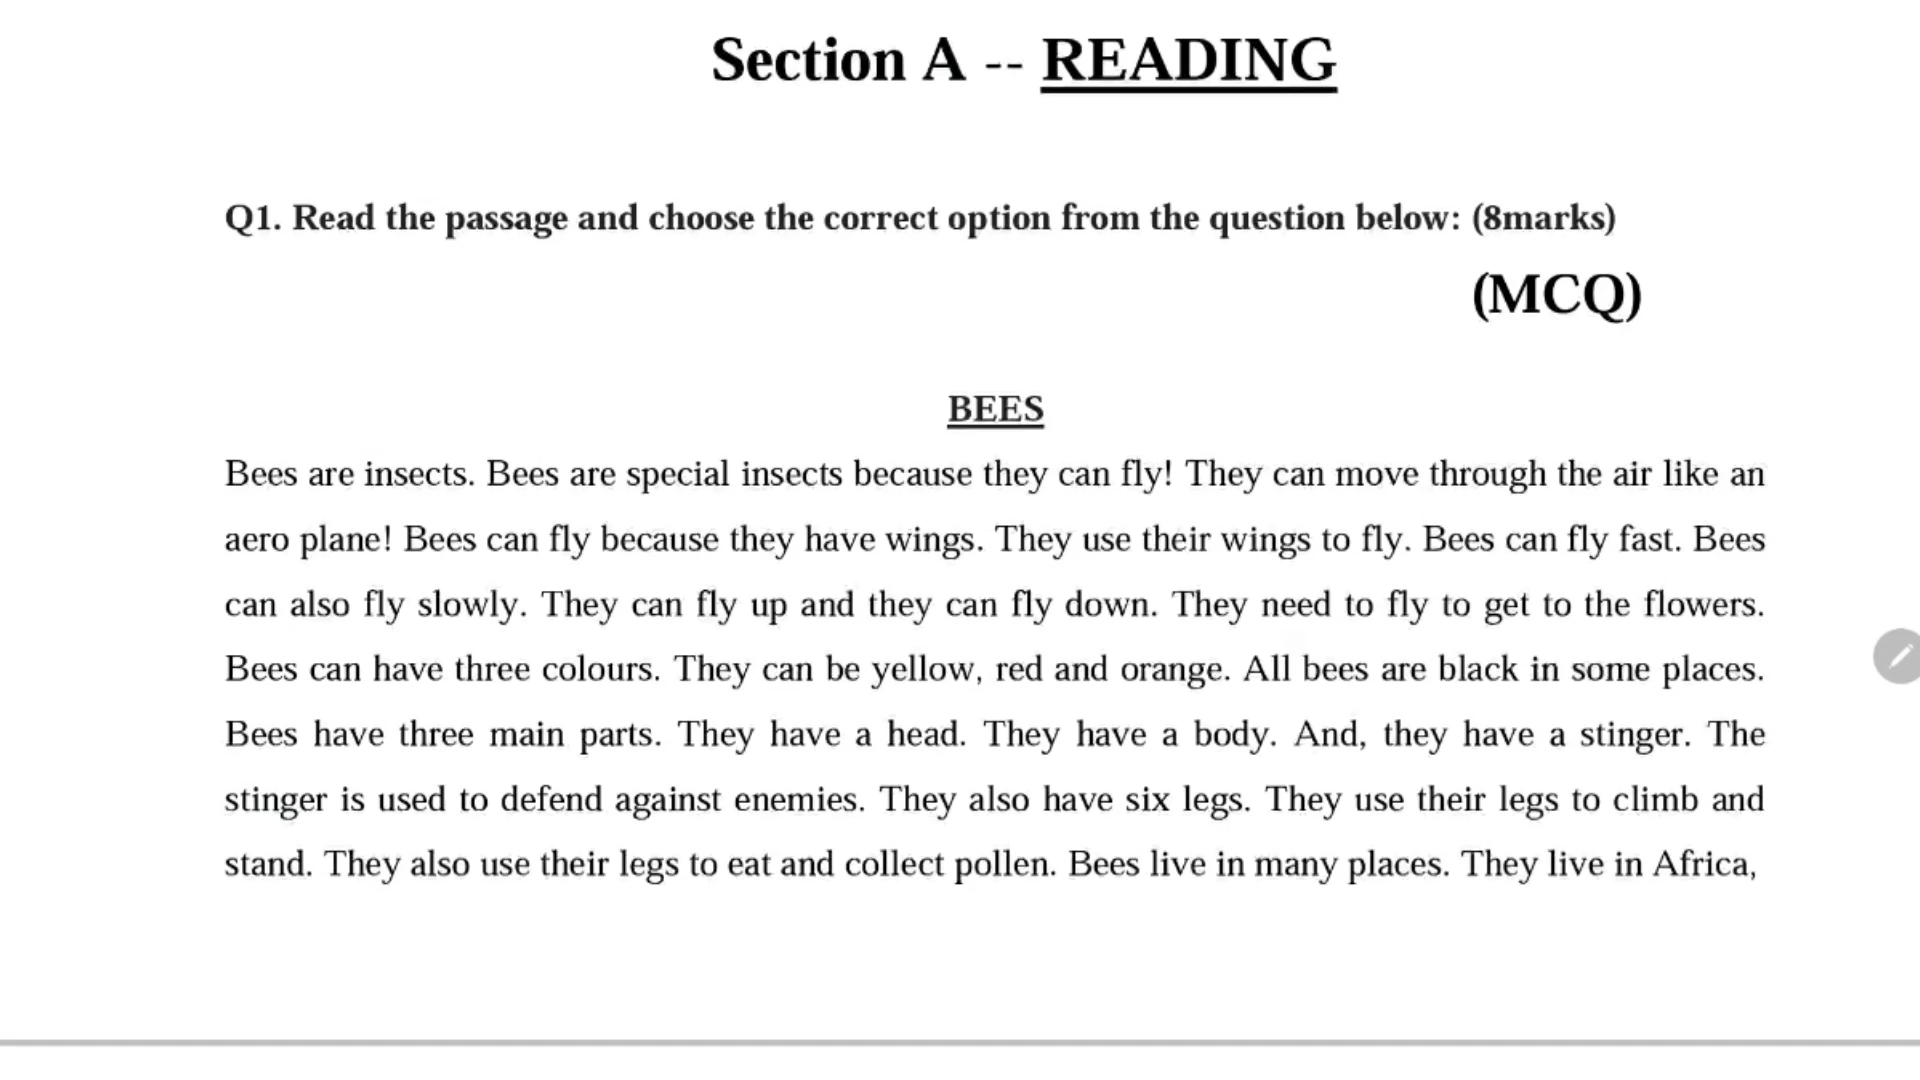 Section A -- READING
Q1. Read the passage and choose the correct option from the question below: (8marks)
(MCQ)
BEES
Bees are insects. Bees are special insects because they can fly! They can move through the air like an
aero plane! Bees can fly because they have wings. They use their wings to fly. Bees can fly fast. Bees
can also fly slowly. They can fly up and they can fly down. They need to fly to get to the flowers.
Bees can have three colours. They can be yellow, red and orange. All bees are black in some places.
Bees have three main parts. They have a head. They have a body. And, they have a stinger. The
stinger is used to defend against enemies. They also have six legs. They use their legs to climb and
stand. They also use their legs to eat and collect pollen. Bees live in many places. They live in Africa,